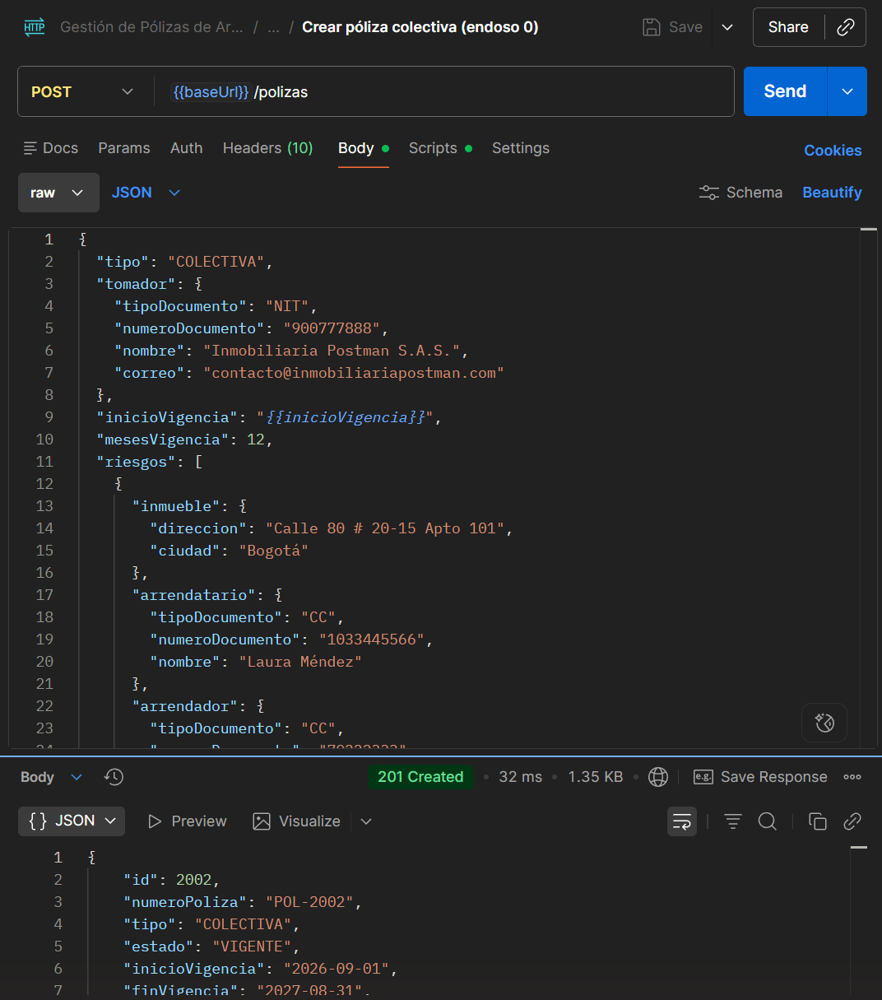 HTTP Gestión de Pólizas de Ar... / ... / Crear póliza colectiva (endoso 0) Save Share
POST {{baseUrl}} /polizas Send
Docs Params Auth Headers (10) Body Scripts Settings Cookies
raw JSON Schema Beautify
1 {
2 "tipo": "COLECTIVA",
3 "tomador": {
4 "tipoDocumento": "NIT",
5 "numeroDocumento": "900777888",
6 "nombre": "Inmobiliaria Postman S.A.S.",
7 "correo": "contacto@inmobiliariapostman.com"
8 },
9 "inicioVigencia": "{{inicioVigencia}}",
10 "mesesVigencia": 12,
11 "riesgos": [
12 {
13 "inmueble": {
14 "direccion": "Calle 80 # 20-15 Apto 101",
15 "ciudad": "Bogotá"
16 },
17 "arrendatario": {
18 "tipoDocumento": "CC",
19 "numeroDocumento": "1033445566",
20 "nombre": "Laura Méndez"
21 },
22 "arrendador": {
23 "tipoDocumento": "CC",
Body 201 Created 32 ms 1.35 KB e.g. Save Response
{} JSON Preview Visualize
1 {
2 "id": 2002,
3 "numeroPoliza": "POL-2002",
4 "tipo": "COLECTIVA",
5 "estado": "VIGENTE",
6 "inicioVigencia": "2026-09-01",
7 "finVigencia": "2027-08-31",